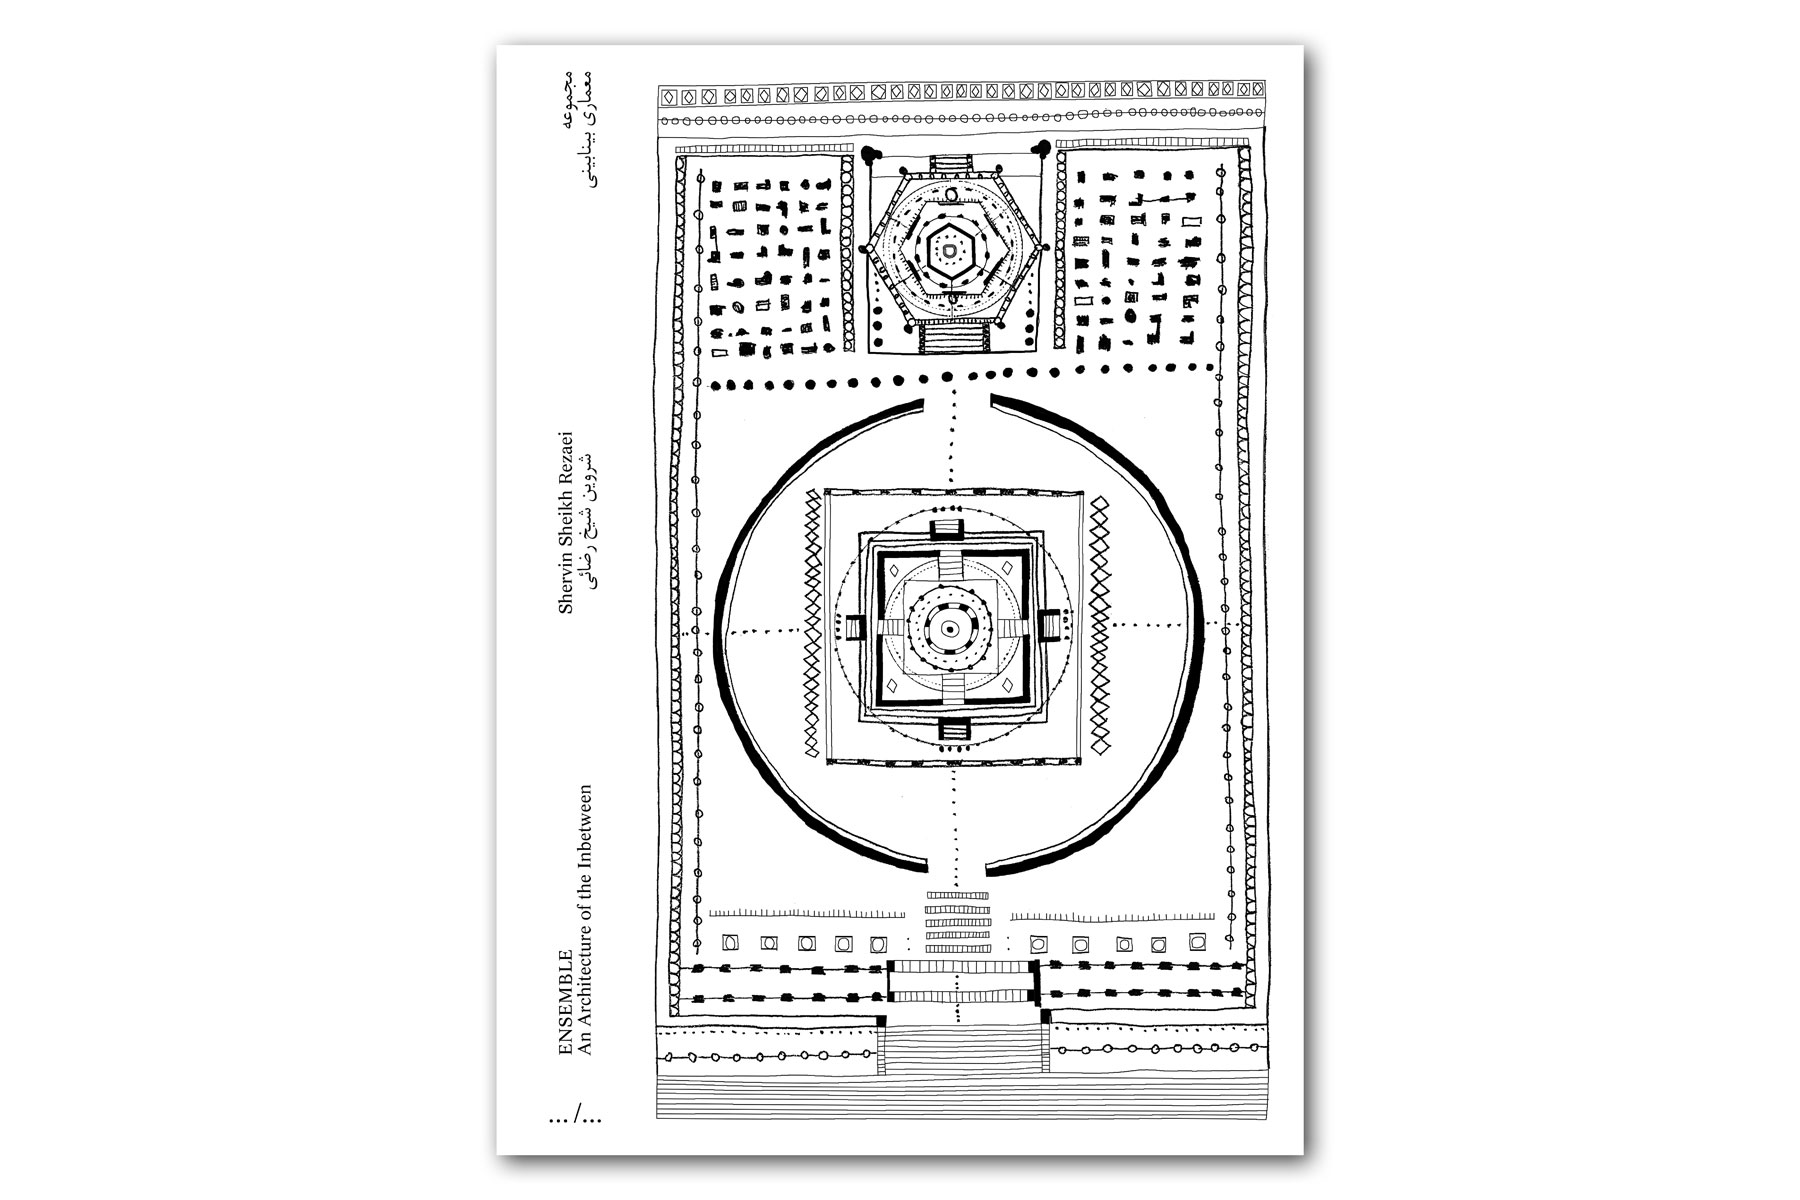 ... /...
ENSEMBLE
An Architecture of the Inbetween
Shervin Sheikh Rezaei
شروین شیخ رضائی
مجموعه
معماری بینابینی